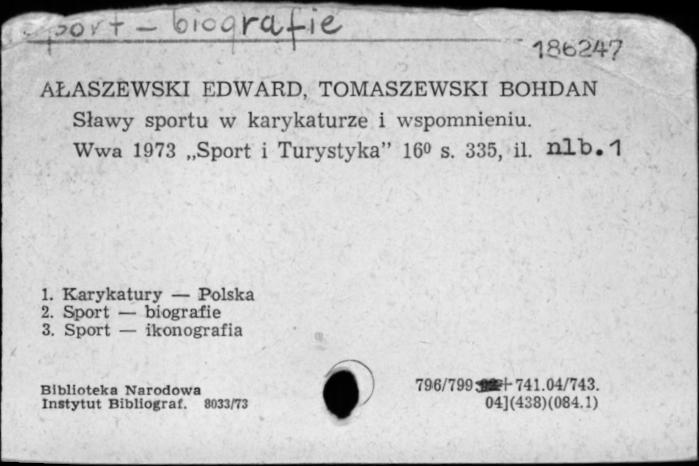 sport - biografie
186247
AŁASZEWSKI EDWARD, TOMASZEWSKI BOHDAN
Sławy sportu w karykaturze i wspomnieniu.
Wwa 1973 „Sport i Turystyka” 16⁰ s. 335, il. nlb. 1
1. Karykatury — Polska
2. Sport — biografie
3. Sport — ikonografia
Biblioteka Narodowa
Instytut Bibliograf. 8033/73
796/799 + 741.04/743.
04](438)(084.1)